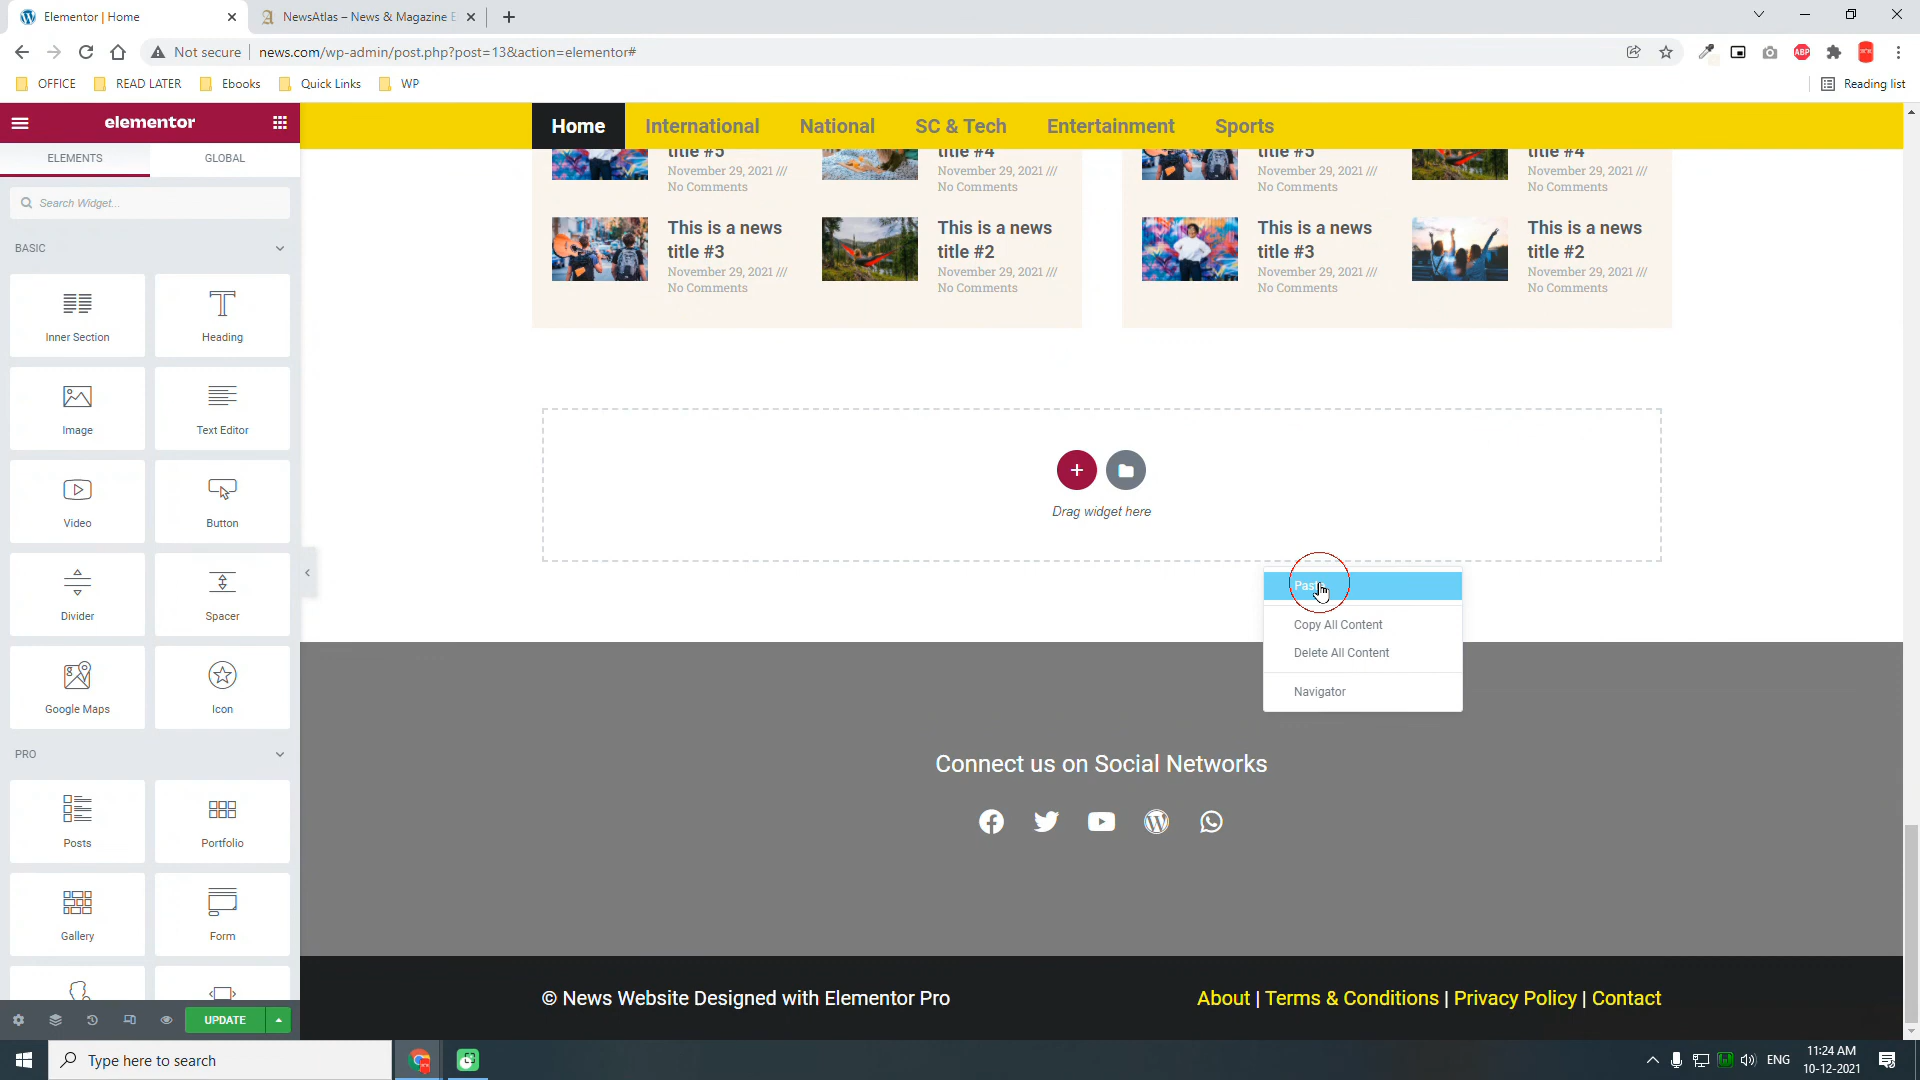 Elementor | Home
NewsAtlas – News & Magazine E
Not secure
news.com/wp-admin/post.php?post=13&action=elementor#
ABP
OFFICE
READ LATER
Ebooks
Quick Links
WP
Reading list
elementor
ELEMENTS
GLOBAL
Search Widget...
BASIC
Inner Section
Heading
Image
Text Editor
Video
Button
Divider
Spacer
Google Maps
Icon
PRO
Posts
Portfolio
Gallery
Form
UPDATE
Home
International
National
SC & Tech
Entertainment
Sports
title #5
November 29, 2021 ///
No Comments
title #4
November 29, 2021 ///
No Comments
title #5
November 29, 2021 ///
No Comments
title #4
November 29, 2021 ///
No Comments
This is a news
title #3
November 29, 2021 ///
No Comments
This is a news
title #2
November 29, 2021 ///
No Comments
This is a news
title #3
November 29, 2021 ///
No Comments
This is a news
title #2
November 29, 2021 ///
No Comments
Drag widget here
Paste
Copy All Content
Delete All Content
Navigator
Connect us on Social Networks
© News Website Designed with Elementor Pro
About | Terms & Conditions | Privacy Policy | Contact
Type here to search
ENG
11:24 AM
10-12-2021